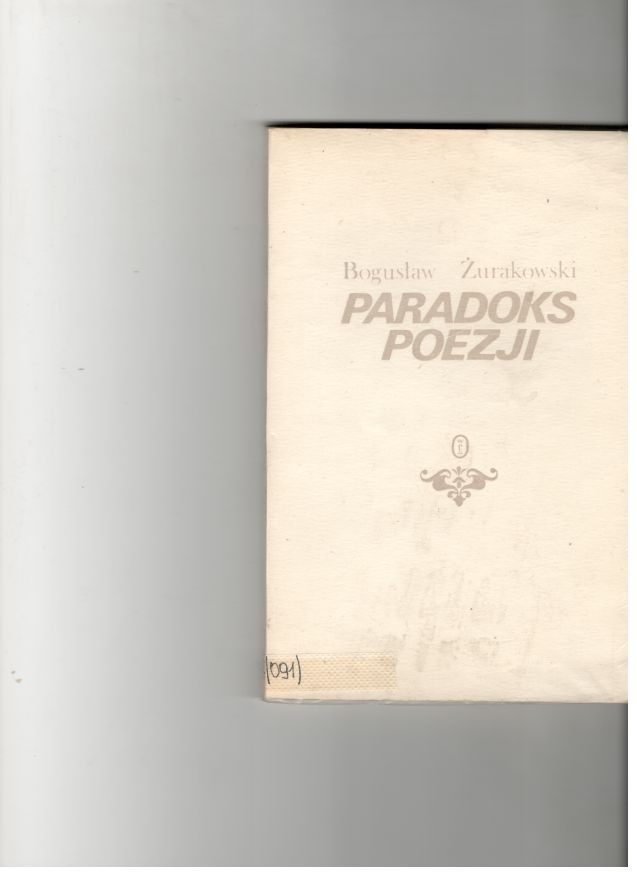 Bogusław Żurakowski
PARADOKS
POEZJI
(091)